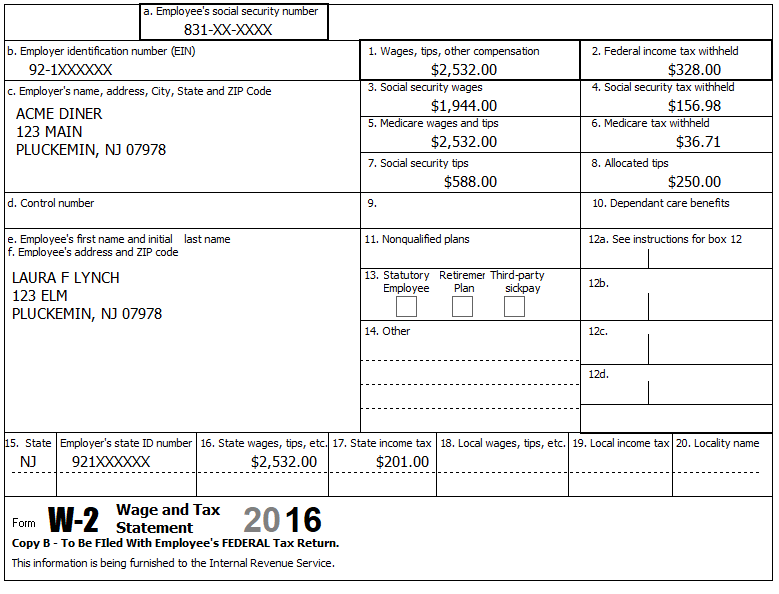 a. Employee's social security number
831-XX-XXXX
b. Employer identification number (EIN)
92-1XXXXXX
1. Wages, tips, other compensation
$2,532.00
2. Federal income tax withheld
$328.00
c. Employer's name, address, City, State and ZIP Code
ACME DINER
123 MAIN
PLUCKEMIN, NJ 07978
3. Social security wages
$1,944.00
4. Social security tax withheld
$156.98
5. Medicare wages and tips
$2,532.00
6. Medicare tax withheld
$36.71
7. Social security tips
$588.00
8. Allocated tips
$250.00
d. Control number
9.
10. Dependant care benefits
e. Employee's first name and initial last name
f. Employee's address and ZIP code
LAURA F LYNCH
123 ELM
PLUCKEMIN, NJ 07978
11. Nonqualified plans
12a. See instructions for box 12
13. Statutory Employee
Retiremer Plan
Third-party sickpay
12b.
14. Other
12c.
12d.
15. State
NJ
Employer's state ID number
921XXXXXX
16. State wages, tips, etc.
$2,532.00
17. State income tax
$201.00
18. Local wages, tips, etc.
19. Local income tax
20. Locality name
Form W-2 Wage and Tax Statement 2016
Copy B - To Be FIled With Employee's FEDERAL Tax Return.
This information is being furnished to the Internal Revenue Service.